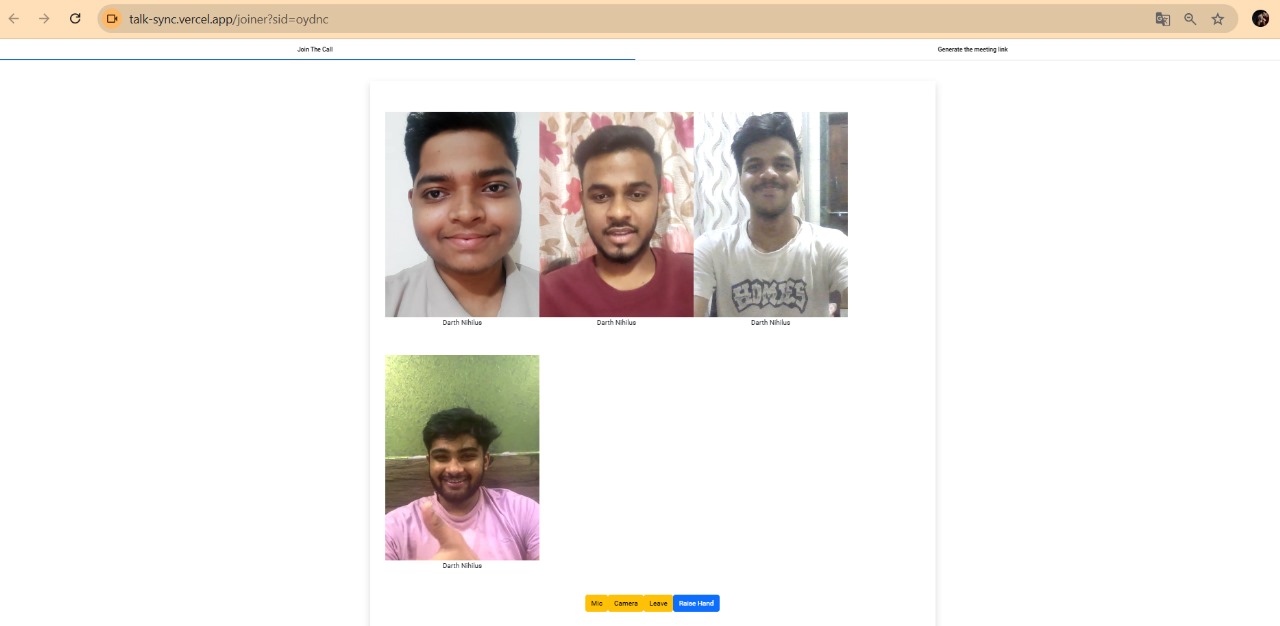 talk-sync.vercel.app/joiner?sid=oydnc
Join The Call
Generate the meeting link
HOMIES
Darth Nihilus
Darth Nihilus
Darth Nihilus
Darth Nihilus
Mic
Camera
Leave
Raise Hand